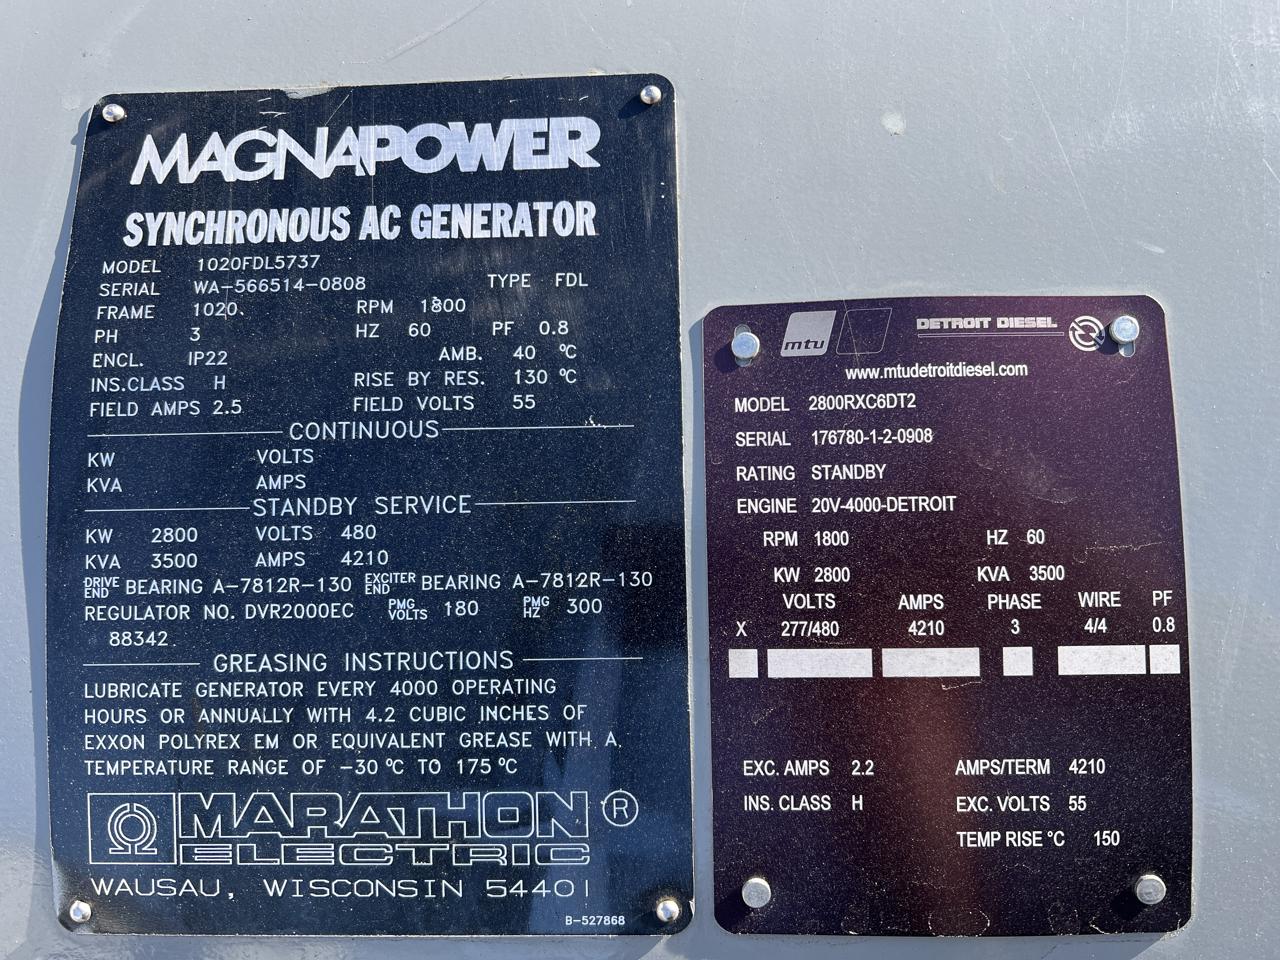 MAGNAPOWER
SYNCHRONOUS AC GENERATOR
MODEL 1020FDL5737
SERIAL WA-566514-0808 TYPE FDL
FRAME 1020 RPM 1800
PH 3 HZ 60 PF 0.8
ENCL. IP22 AMB. 40 °C
INS.CLASS H RISE BY RES. 130 °C
FIELD AMPS 2.5 FIELD VOLTS 55
CONTINUOUS
KW VOLTS
KVA AMPS
STANDBY SERVICE
KW 2800 VOLTS 480
KVA 3500 AMPS 4210
DRIVE END BEARING A-7812R-130 EXCITER END BEARING A-7812R-130
REGULATOR NO. DVR2000EC PMG VOLTS 180 PMG HZ 300
88342
GREASING INSTRUCTIONS
LUBRICATE GENERATOR EVERY 4000 OPERATING
HOURS OR ANNUALLY WITH 4.2 CUBIC INCHES OF
EXXON POLYREX EM OR EQUIVALENT GREASE WITH A
TEMPERATURE RANGE OF -30 °C TO 175 °C
MARATHON ®
ELECTRIC
WAUSAU, WISCONSIN 54401
B-527868
mtu DETROIT DIESEL
www.mtudetroitdiesel.com
MODEL 2800RXC6DT2
SERIAL 176780-1-2-0908
RATING STANDBY
ENGINE 20V-4000-DETROIT
RPM 1800 HZ 60
KW 2800 KVA 3500
VOLTS AMPS PHASE WIRE PF
X 277/480 4210 3 4/4 0.8
EXC. AMPS 2.2 AMPS/TERM 4210
INS. CLASS H EXC. VOLTS 55
TEMP RISE °C 150